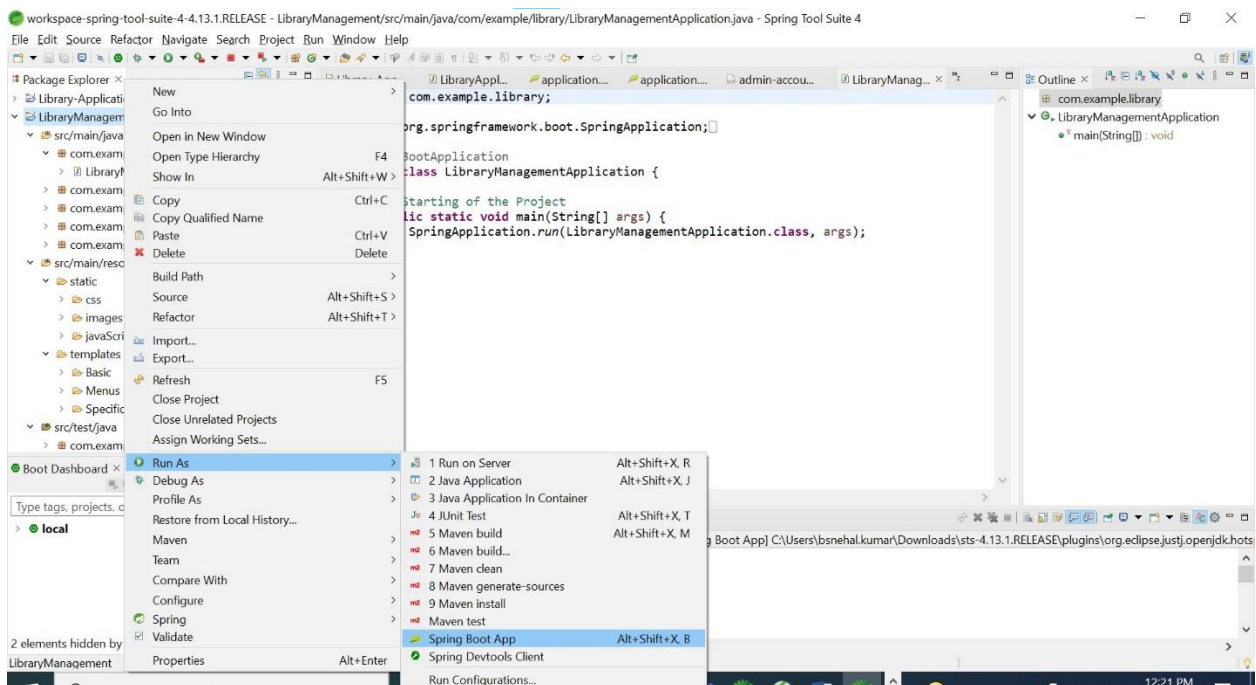 workspace-spring-tool-suite-4-4.13.1.RELEASE - LibraryManagement/src/main/java/com/example/library/LibraryManagementApplication.java - Spring Tool Suite 4
File Edit Source Refactor Navigate Search Project Run Window Help
Package Explorer
LibraryAppl...
application....
application....
admin-accou...
LibraryManag...
Outline
Library-Applicati
LibraryManagem
src/main/java
com.exam
Library
com.exam
com.exam
com.exam
com.exam
src/main/reso
static
css
images
javaScri
templates
Basic
Menus
Specific
src/test/java
com.exam
Boot Dashboard
Type tags, projects, o
local
2 elements hidden by
LibraryManagement
New
Go Into
Open in New Window
Open Type Hierarchy F4
Show In Alt+Shift+W >
Copy Ctrl+C
Copy Qualified Name
Paste Ctrl+V
Delete Delete
Build Path
Source Alt+Shift+S >
Refactor Alt+Shift+T >
Import...
Export...
Refresh F5
Close Project
Close Unrelated Projects
Assign Working Sets...
Run As
Debug As
Profile As
Restore from Local History...
Maven
Team
Compare With
Configure
Spring
Validate
Properties Alt+Enter
1 Run on Server Alt+Shift+X, R
2 Java Application Alt+Shift+X, J
3 Java Application In Container
4 JUnit Test Alt+Shift+X, T
5 Maven build Alt+Shift+X, M
6 Maven build...
7 Maven clean
8 Maven generate-sources
9 Maven install
Maven test
Spring Boot App Alt+Shift+X, B
Spring Devtools Client
Run Configurations...
com.example.library;
org.springframework.boot.SpringApplication;
BootApplication
class LibraryManagementApplication {
Starting of the Project
lic static void main(String[] args) {
SpringApplication.run(LibraryManagementApplication.class, args);
com.example.library
LibraryManagementApplication
main(String[]) : void
g Boot App] C:\Users\bsnehal.kumar\Downloads\sts-4.13.1.RELEASE\plugins\org.eclipse.justj.openjdk.hots
12:21 PM